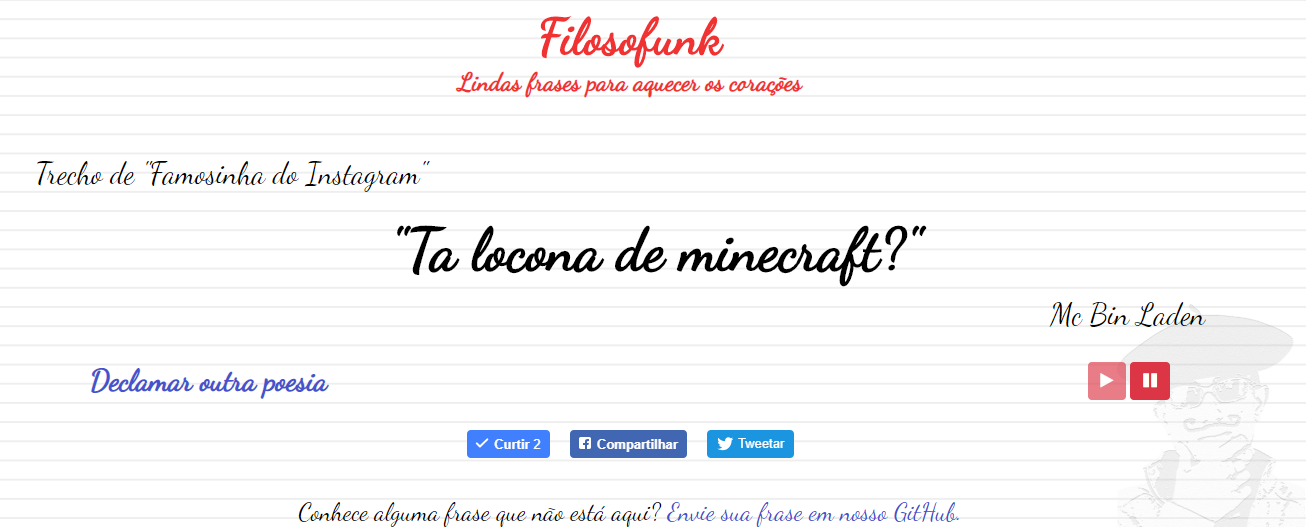 Filosofunk
Lindas frases para aquecer os corações
Trecho de "Famosinha do Instagram"
"Ta locona de minecraft?"
Mc Bin Laden
Declamar outra poesia
Curtir 2 Compartilhar Tweetar
Conhece alguma frase que não está aqui? Envie sua frase em nosso GitHub.